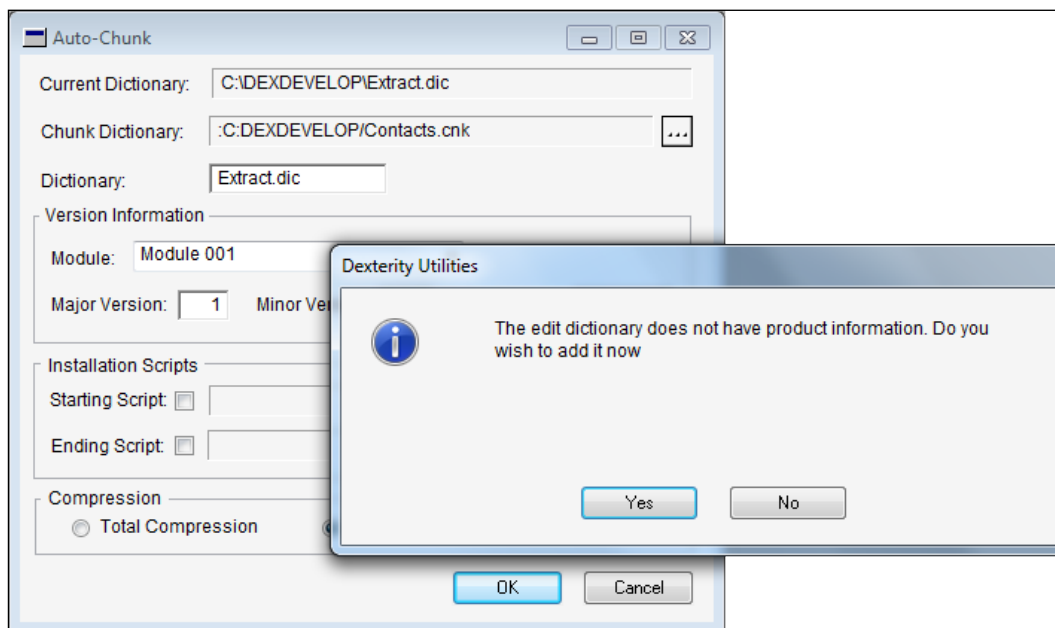 Auto-Chunk
Current Dictionary: C:\DEXDEVELOP\Extract.dic
Chunk Dictionary: :C:DEXDEVELOP/Contacts.cnk ...
Dictionary: Extract.dic
Version Information
Module: Module 001
Major Version: 1 Minor Ver
Installation Scripts
Starting Script:
Ending Script:
Compression
Total Compression
OK Cancel
Dexterity Utilities
The edit dictionary does not have product information. Do you
wish to add it now
Yes No